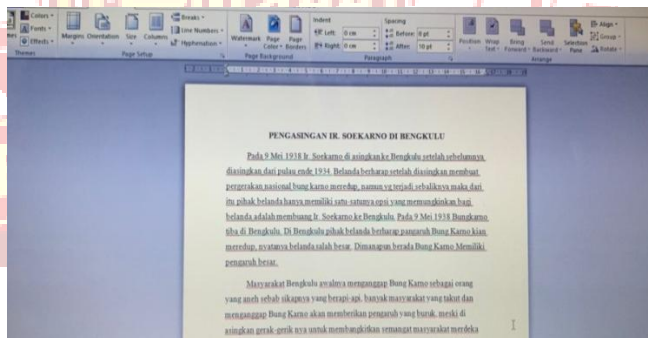 Colors
Fonts
Effects
Themes
Margins Orientation Size Columns
Breaks
Line Numbers
Hyphenation
Page Setup
Watermark Page Color Page Borders
Page Background
Indent
Left: 0 cm
Right: 0 cm
Spacing
Before: 0 pt
After: 10 pt
Paragraph
Position Wrap Text Bring Forward Send Backward Selection Pane
Align
Group
Rotate
Arrange
PENGASINGAN IR. SOEKARNO DI BENGKULU
Pada 9 Mei 1938 Ir. Soekarno di asingkan ke Bengkulu setelah sebelumnya
diasingkan dari pulau ende 1934. Belanda berharap setelah diasingkan membuat
pergerakan nasional bung karno meredup, namun yg terjadi sebaliknya maka dari
itu pihak belanda hanya memiliki satu-satunya opsi yang memungkinkan bagi
belanda adalah membuang Ir. Soekarno ke Bengkulu. Pada 9 Mei 1938 Bungkarno
tiba di Bengkulu. Di Bengkulu pihak belanda berharap pangaruh Bung Karno kian
meredup, nyatanya belanda salah besar. Dimanapun berada Bung Karno Memiliki
pengaruh besar.
Masyarakat Bengkulu awalnya menganggap Bung Karno sebagai orang
yang aneh sebab sikapnya yang berapi-api, banyak masyarakat yang takut dan
menganggap Bung Karno akan memberikan pengaruh yang buruk, meski di
asingkan gerak-gerik nya untuk membangkitkan semangat masyarakat merdeka